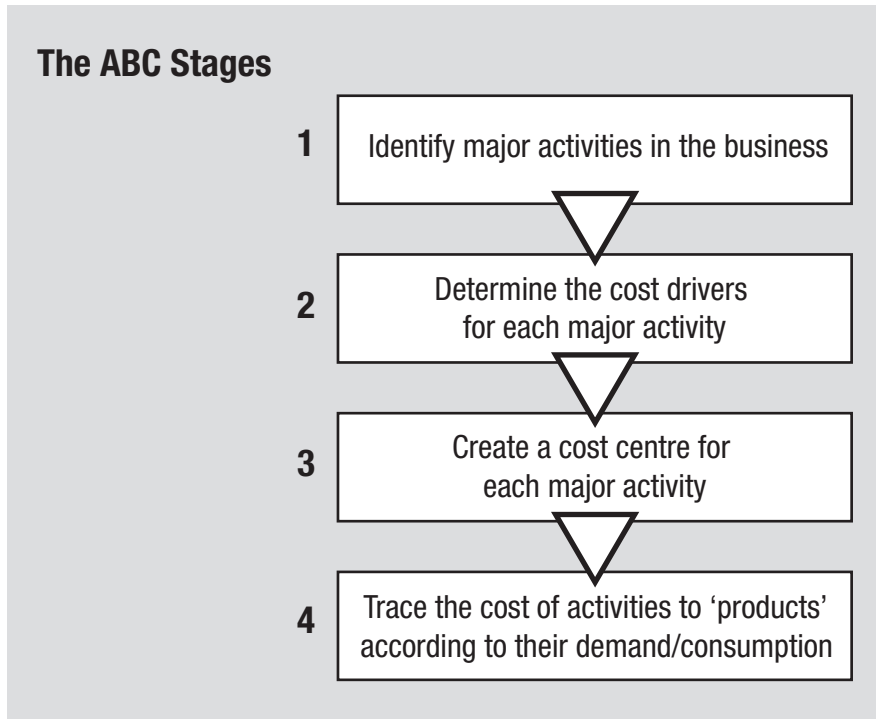 The ABC Stages
1
Identify major activities in the business
2
Determine the cost drivers
for each major activity
3
Create a cost centre for
each major activity
4
Trace the cost of activities to ‘products’
according to their demand/consumption